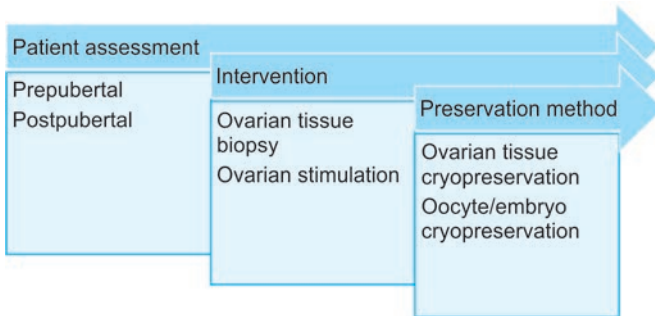 Patient assessment
Prepubertal
Postpubertal
Intervention
Ovarian tissue
biopsy
Ovarian stimulation
Preservation method
Ovarian tissue
cryopreservation
Oocyte/embryo
cryopreservation